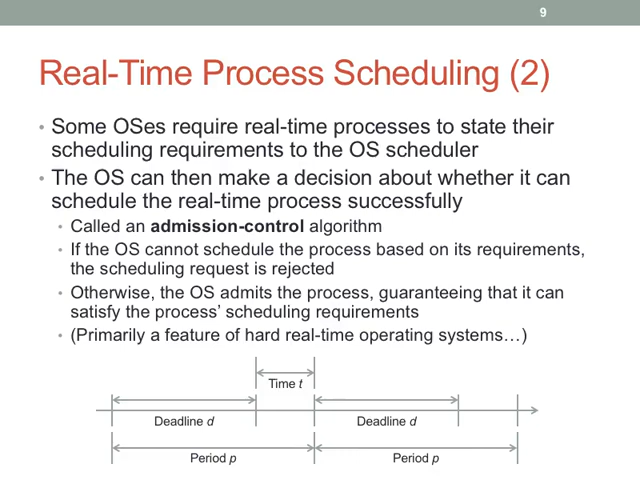 9
Real-Time Process Scheduling (2)
• Some OSes require real-time processes to state their
scheduling requirements to the OS scheduler
• The OS can then make a decision about whether it can
schedule the real-time process successfully
• Called an admission-control algorithm
• If the OS cannot schedule the process based on its requirements,
the scheduling request is rejected
• Otherwise, the OS admits the process, guaranteeing that it can
satisfy the process’ scheduling requirements
• (Primarily a feature of hard real-time operating systems…)
Time t
Deadline d Deadline d
Period p Period p